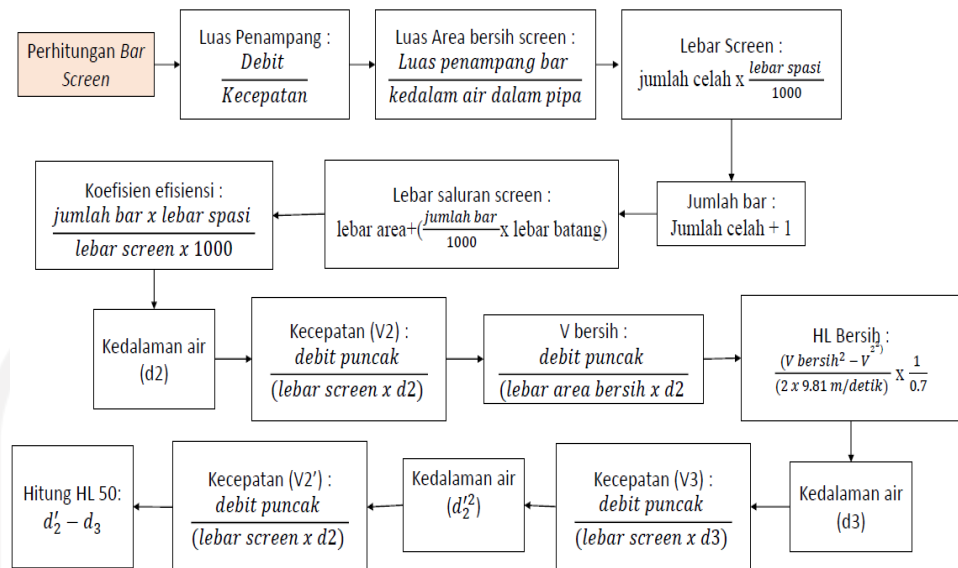 Perhitungan Bar
Screen
Luas Penampang :
Debit
Kecepatan
Luas Area bersih screen :
Luas penampang bar
kedalam air dalam pipa
Lebar Screen :
jumlah celah x lebar spasi
1000
Jumlah bar :
Jumlah celah + 1
Lebar saluran screen :
lebar area+(jumlah bar
1000 x lebar batang)
Koefisien efisiensi :
jumlah bar x lebar spasi
lebar screen x 1000
Kedalaman air
(d2)
Kecepatan (V2) :
debit puncak
(lebar screen x d2)
V bersih :
debit puncak
(lebar area bersih x d2
HL Bersih :
(V bersih² − V²²)
(2 x 9.81 m/detik) x 1
0.7
Kedalaman air
(d3)
Kecepatan (V3) :
debit puncak
(lebar screen x d3)
Kedalaman air
(d₂′²)
Kecepatan (V2’) :
debit puncak
(lebar screen x d2)
Hitung HL 50:
d₂′ − d₃